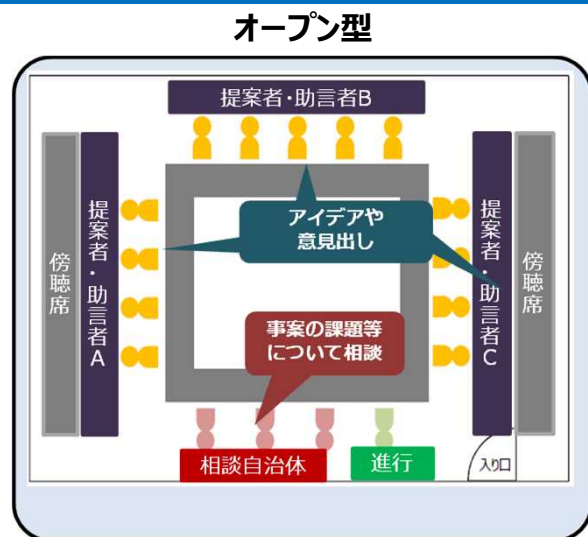 オープン型
提案者・助言者B
傍聴席
提案者・助言者A
アイデアや
意見出し
提案者・助言者C
傍聴席
事案の課題等
について相談
相談自治体
進行
入り口